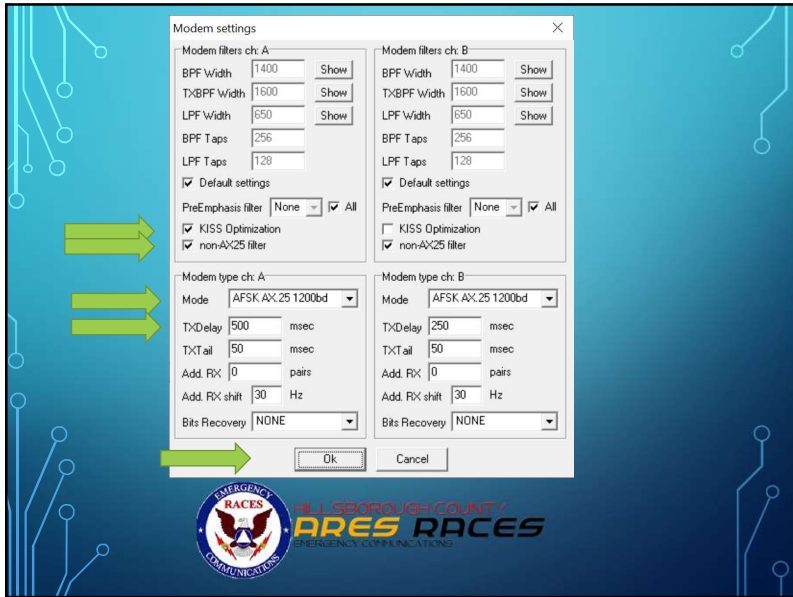 Modem settings
Modem filters ch: A
BPF Width 1400 Show
TXBPF Width 1600 Show
LPF Width 650 Show
BPF Taps 256
LPF Taps 128
Default settings
PreEmphasis filter None All
KISS Optimization
non-AX25 filter
Modem filters ch: B
BPF Width 1400 Show
TXBPF Width 1600 Show
LPF Width 650 Show
BPF Taps 256
LPF Taps 128
Default settings
PreEmphasis filter None All
KISS Optimization
non-AX25 filter
Modem type ch: A
Mode AFSK AX.25 1200bd
TXDelay 500 msec
TXTail 50 msec
Add. RX 0 pairs
Add. RX shift 30 Hz
Bits Recovery NONE
Modem type ch: B
Mode AFSK AX.25 1200bd
TXDelay 250 msec
TXTail 50 msec
Add. RX 0 pairs
Add. RX shift 30 Hz
Bits Recovery NONE
Ok Cancel
EMERGENCY
RACES
COMMUNICATIONS
HILLSBOROUGH COUNTY
ARES RACES
EMERGENCY COMMUNICATIONS